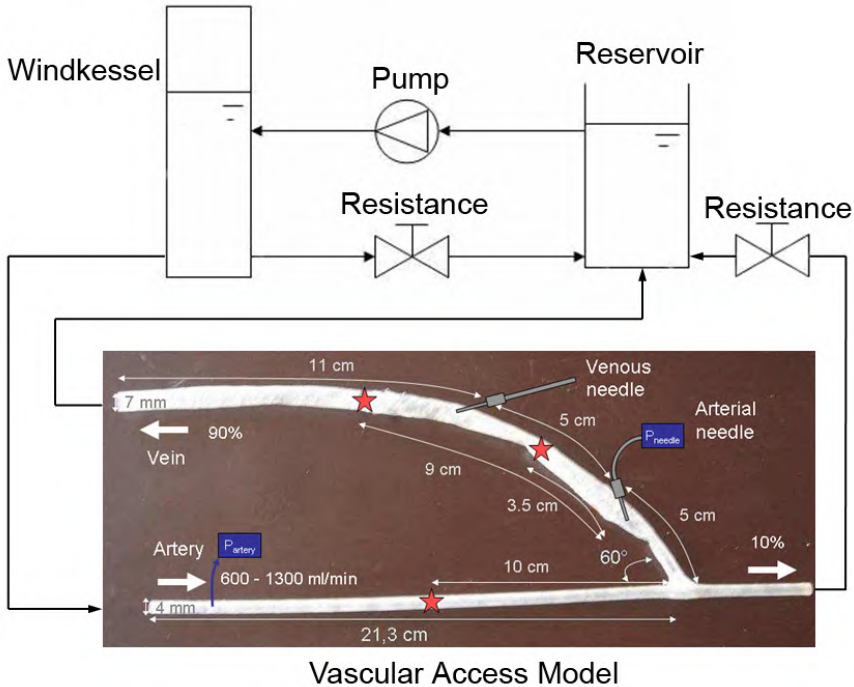 Windkessel
Pump
Reservoir
Resistance
Resistance
11 cm
Venous
needle
7 mm
90%
Vein
5 cm
Arterial
needle
Pneedle
9 cm
3.5 cm
5 cm
Artery
Partery
600 - 1300 ml/min
60°
10%
10 cm
4 mm
21,3 cm
Vascular Access Model